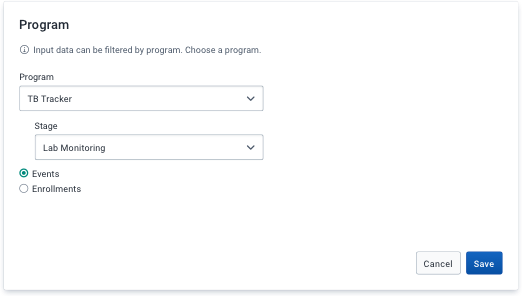 Program
Input data can be filtered by program. Choose a program.
Program
TB Tracker
Stage
Lab Monitoring
Events
Enrollments
Cancel
Save